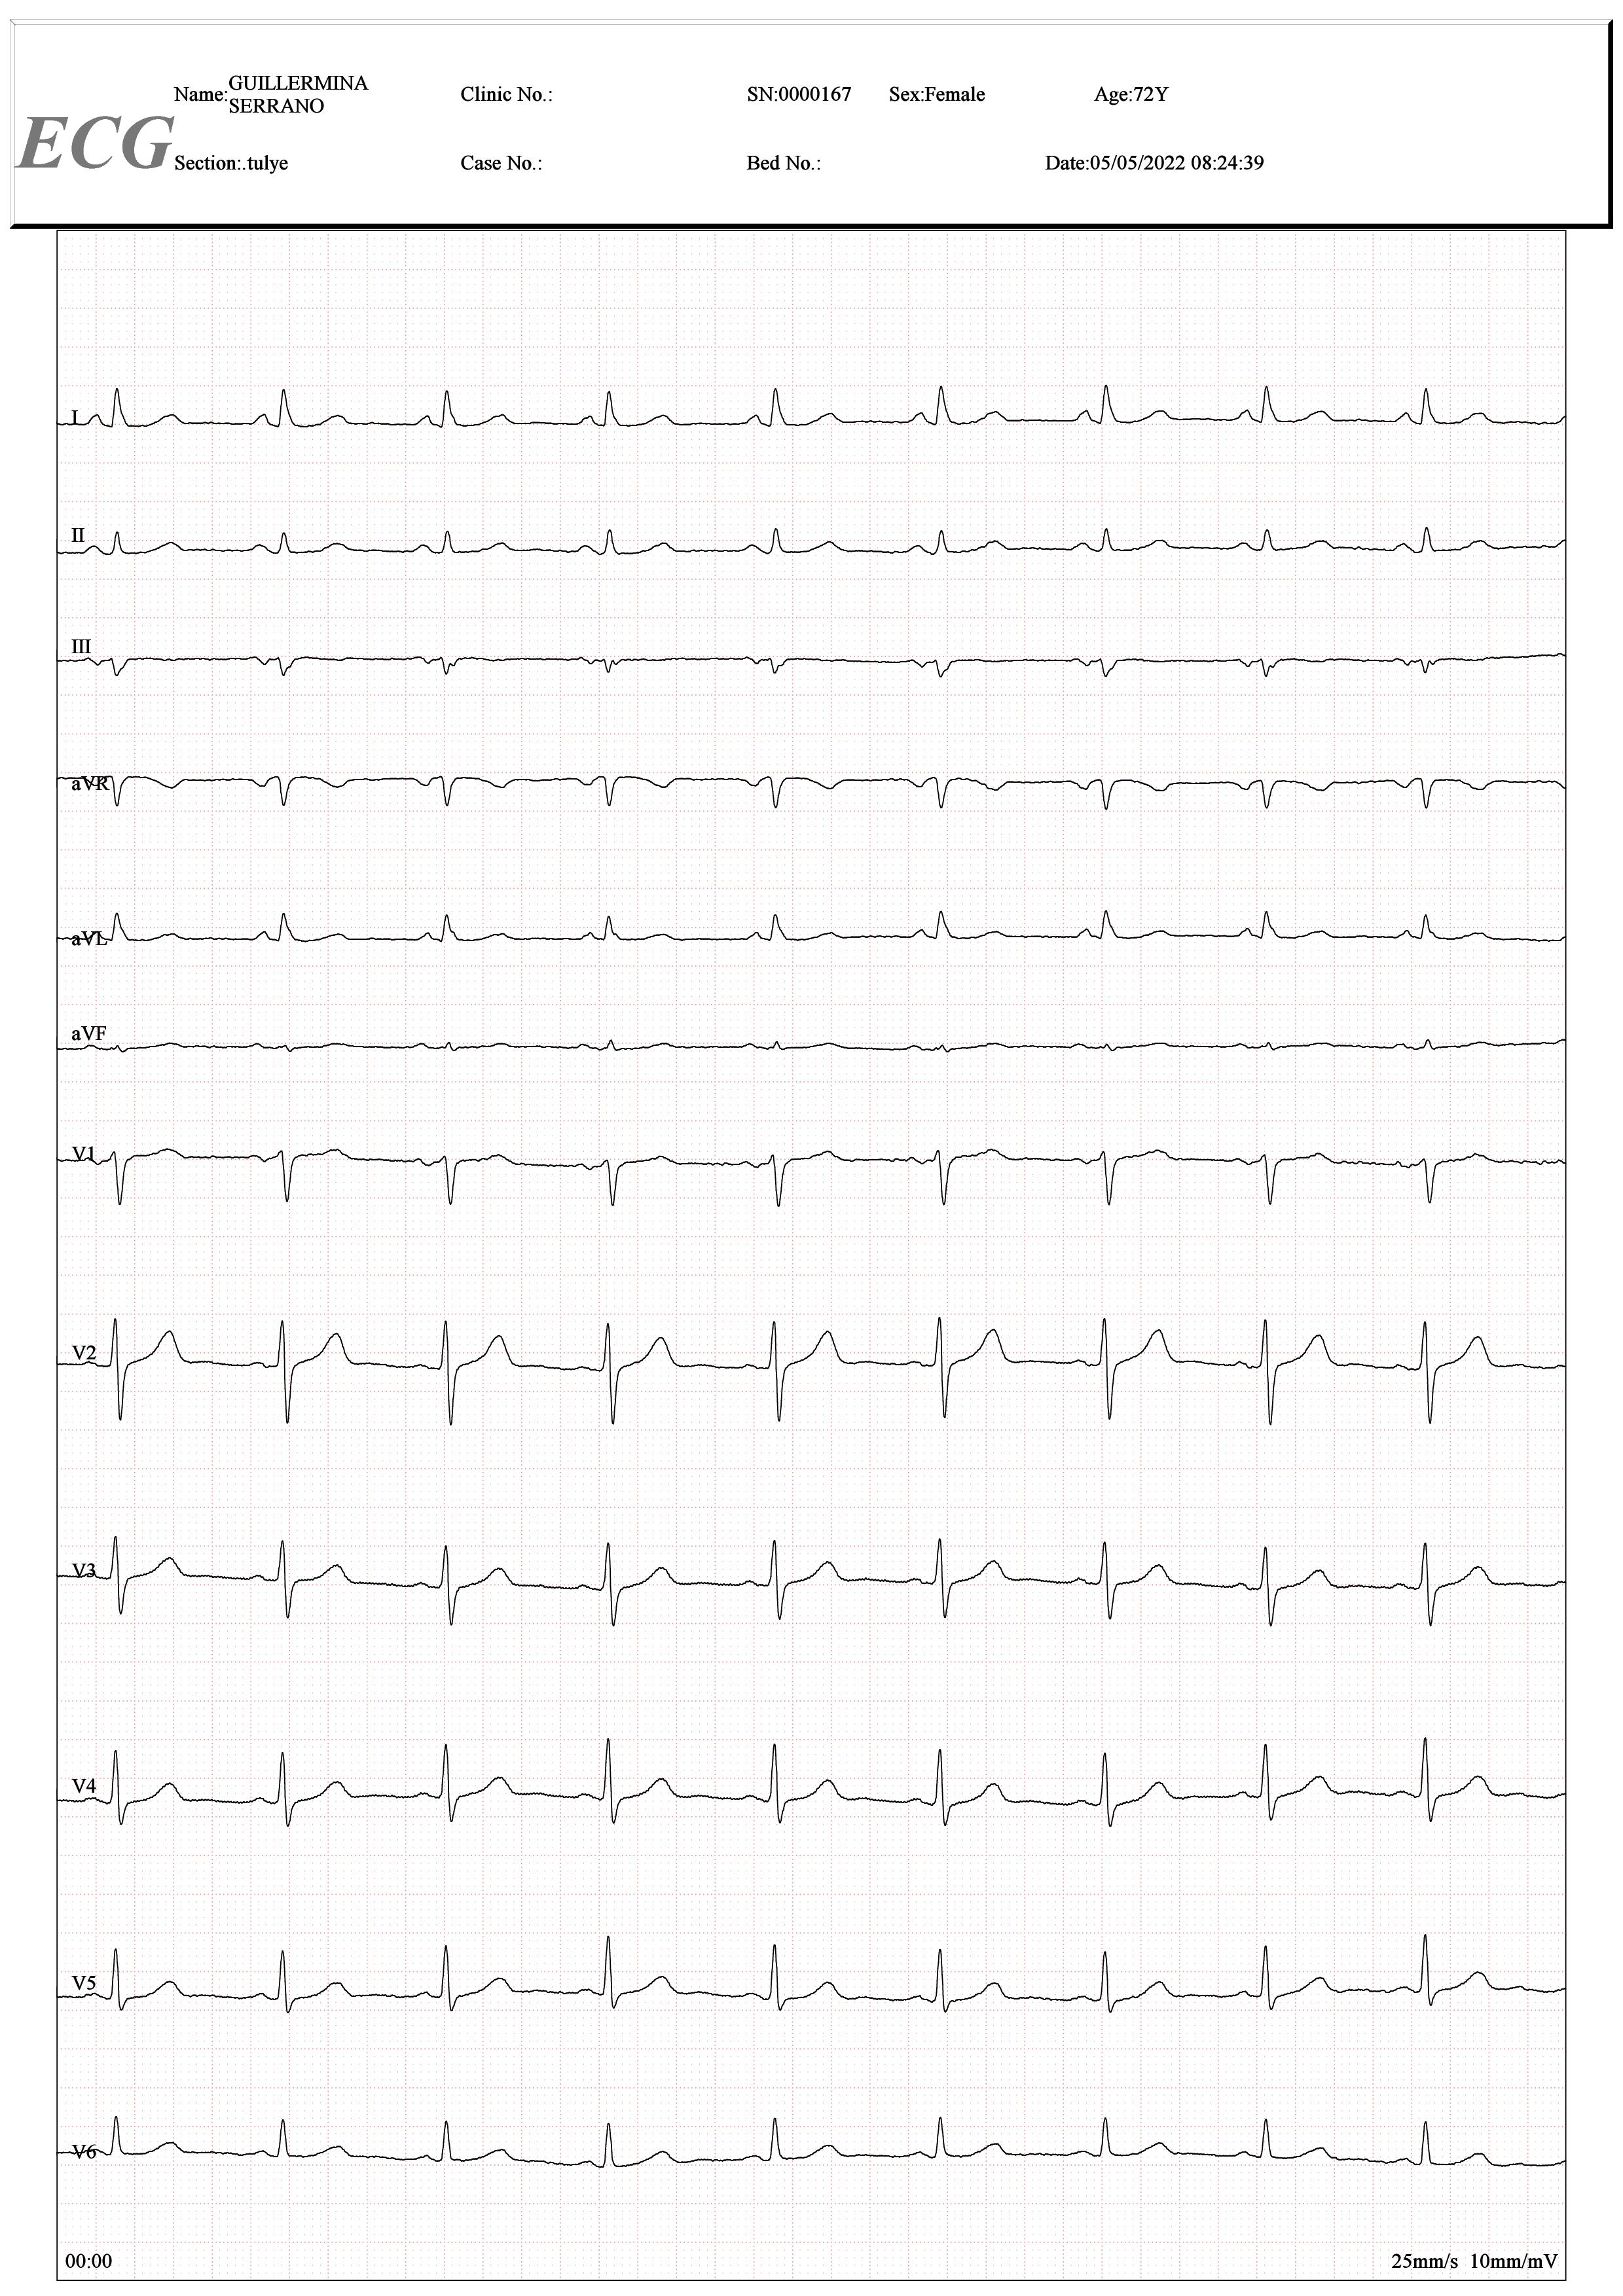 Name:GUILLERMINA SERRANO Clinic No.: SN:0000167 Sex:Female Age:72Y
ECG
Section:.tulye Case No.: Bed No.: Date:05/05/2022 08:24:39
I
II
III
aVR
aVL
aVF
V1
V2
V3
V4
V5
V6
00:00 25mm/s 10mm/mV